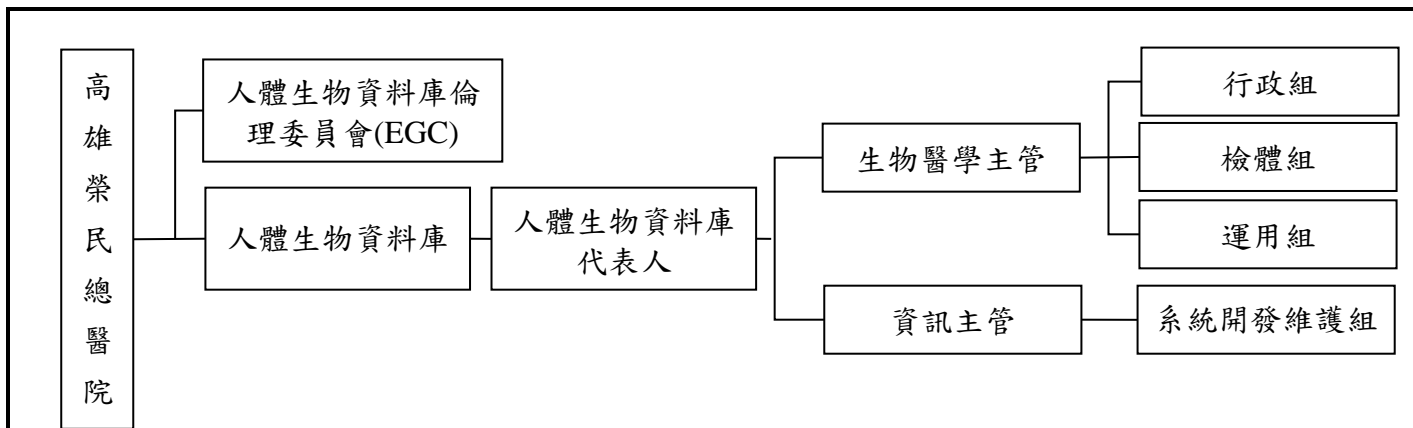 高雄榮民總醫院
人體生物資料庫倫
理委員會(EGC)
人體生物資料庫
人體生物資料庫
代表人
生物醫學主管
行政組
檢體組
運用組
資訊主管
系統開發維護組